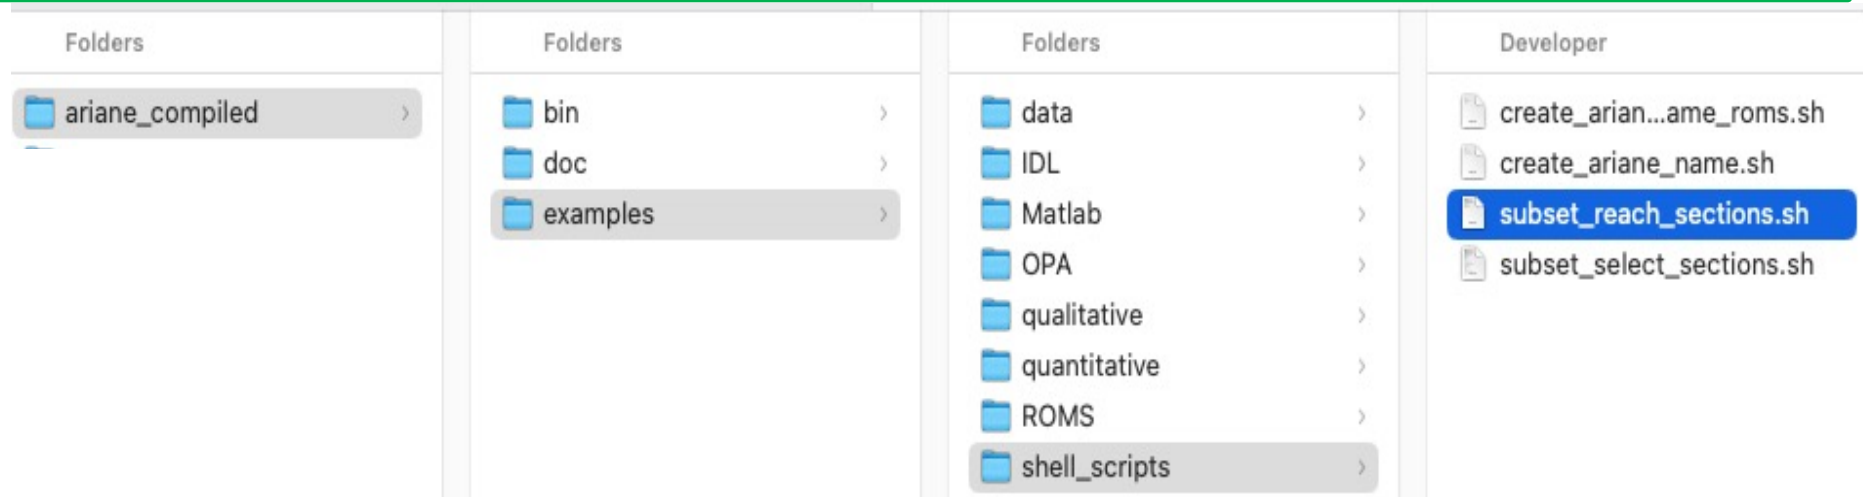 Folders
ariane_compiled
Folders
bin
doc
examples
Folders
data
IDL
Matlab
OPA
qualitative
quantitative
ROMS
shell_scripts
Developer
create_arian...ame_roms.sh
create_ariane_name.sh
subset_reach_sections.sh
subset_select_sections.sh